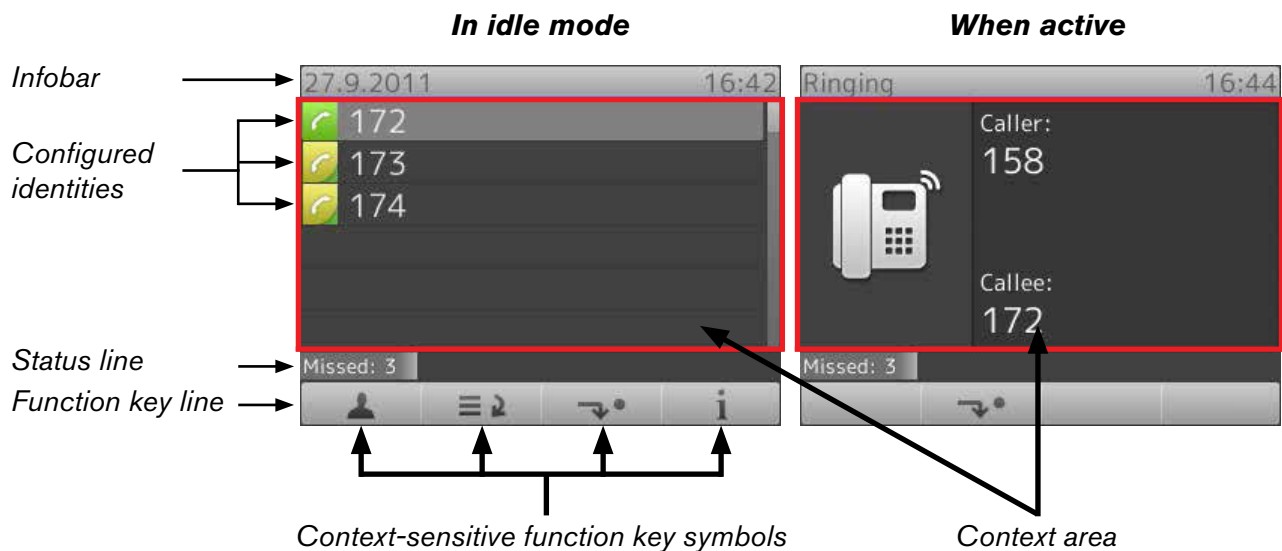 In idle mode When active
Infobar
27.9.2011 16:42
Ringing 16:44
172
Configured
identities
173
174
Caller:
158
Callee:
172
Status line
Missed: 3
Missed: 3
Function key line
i
Context-sensitive function key symbols
Context area